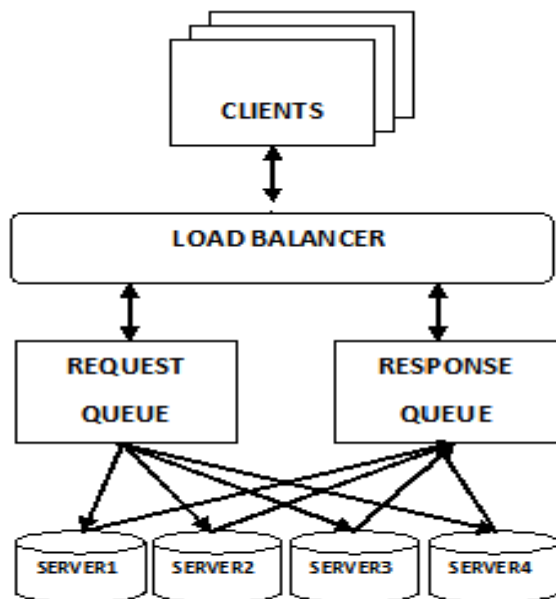 CLIENTS
LOAD BALANCER
REQUEST
QUEUE
RESPONSE
QUEUE
SERVER1
SERVER2
SERVER3
SERVER4